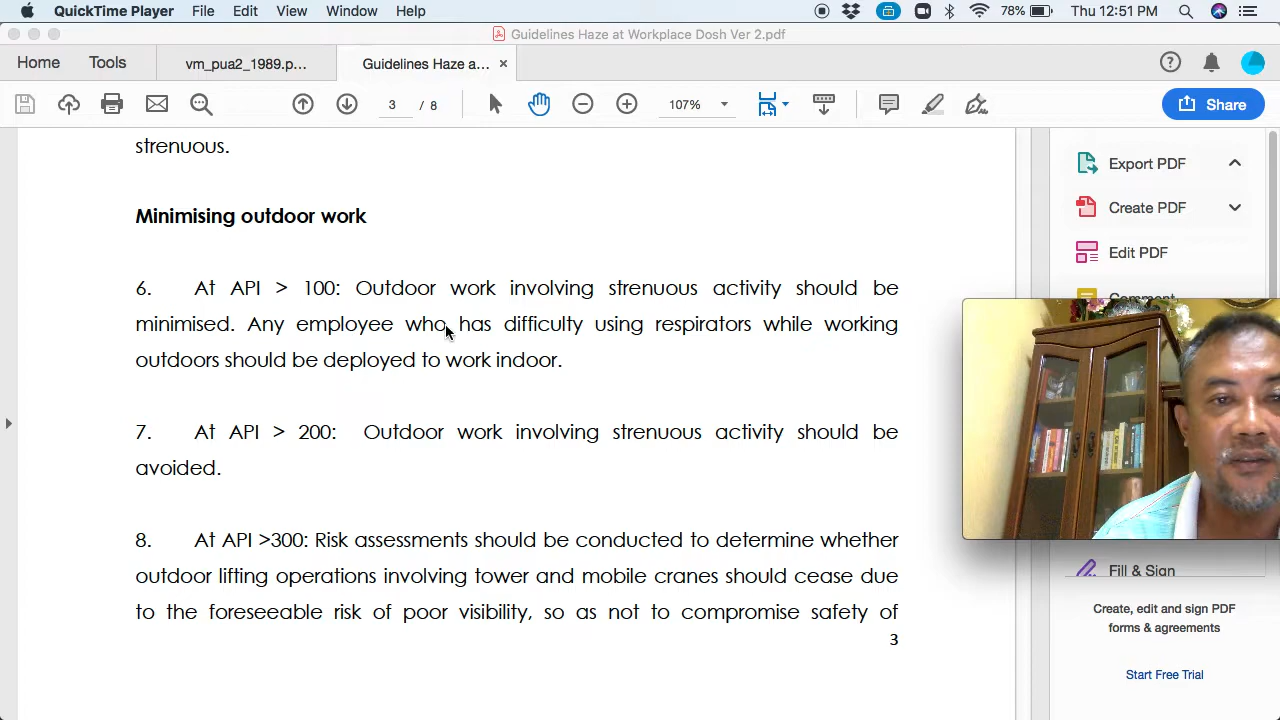 QuickTime Player File Edit View Window Help 78% Thu 12:51 PM
Guidelines Haze at Workplace Dosh Ver 2.pdf
Home Tools vm_pua2_1989.p... Guidelines Haze a... ×
3 / 8 107% Share
strenuous.
Minimising outdoor work
6. At API > 100: Outdoor work involving strenuous activity should be
minimised. Any employee who has difficulty using respirators while working
outdoors should be deployed to work indoor.
7. At API > 200: Outdoor work involving strenuous activity should be
avoided.
8. At API >300: Risk assessments should be conducted to determine whether
outdoor lifting operations involving tower and mobile cranes should cease due
to the foreseeable risk of poor visibility, so as not to compromise safety of
3
Export PDF
Create PDF
Edit PDF
Comment
Fill & Sign
Create, edit and sign PDF
forms & agreements
Start Free Trial